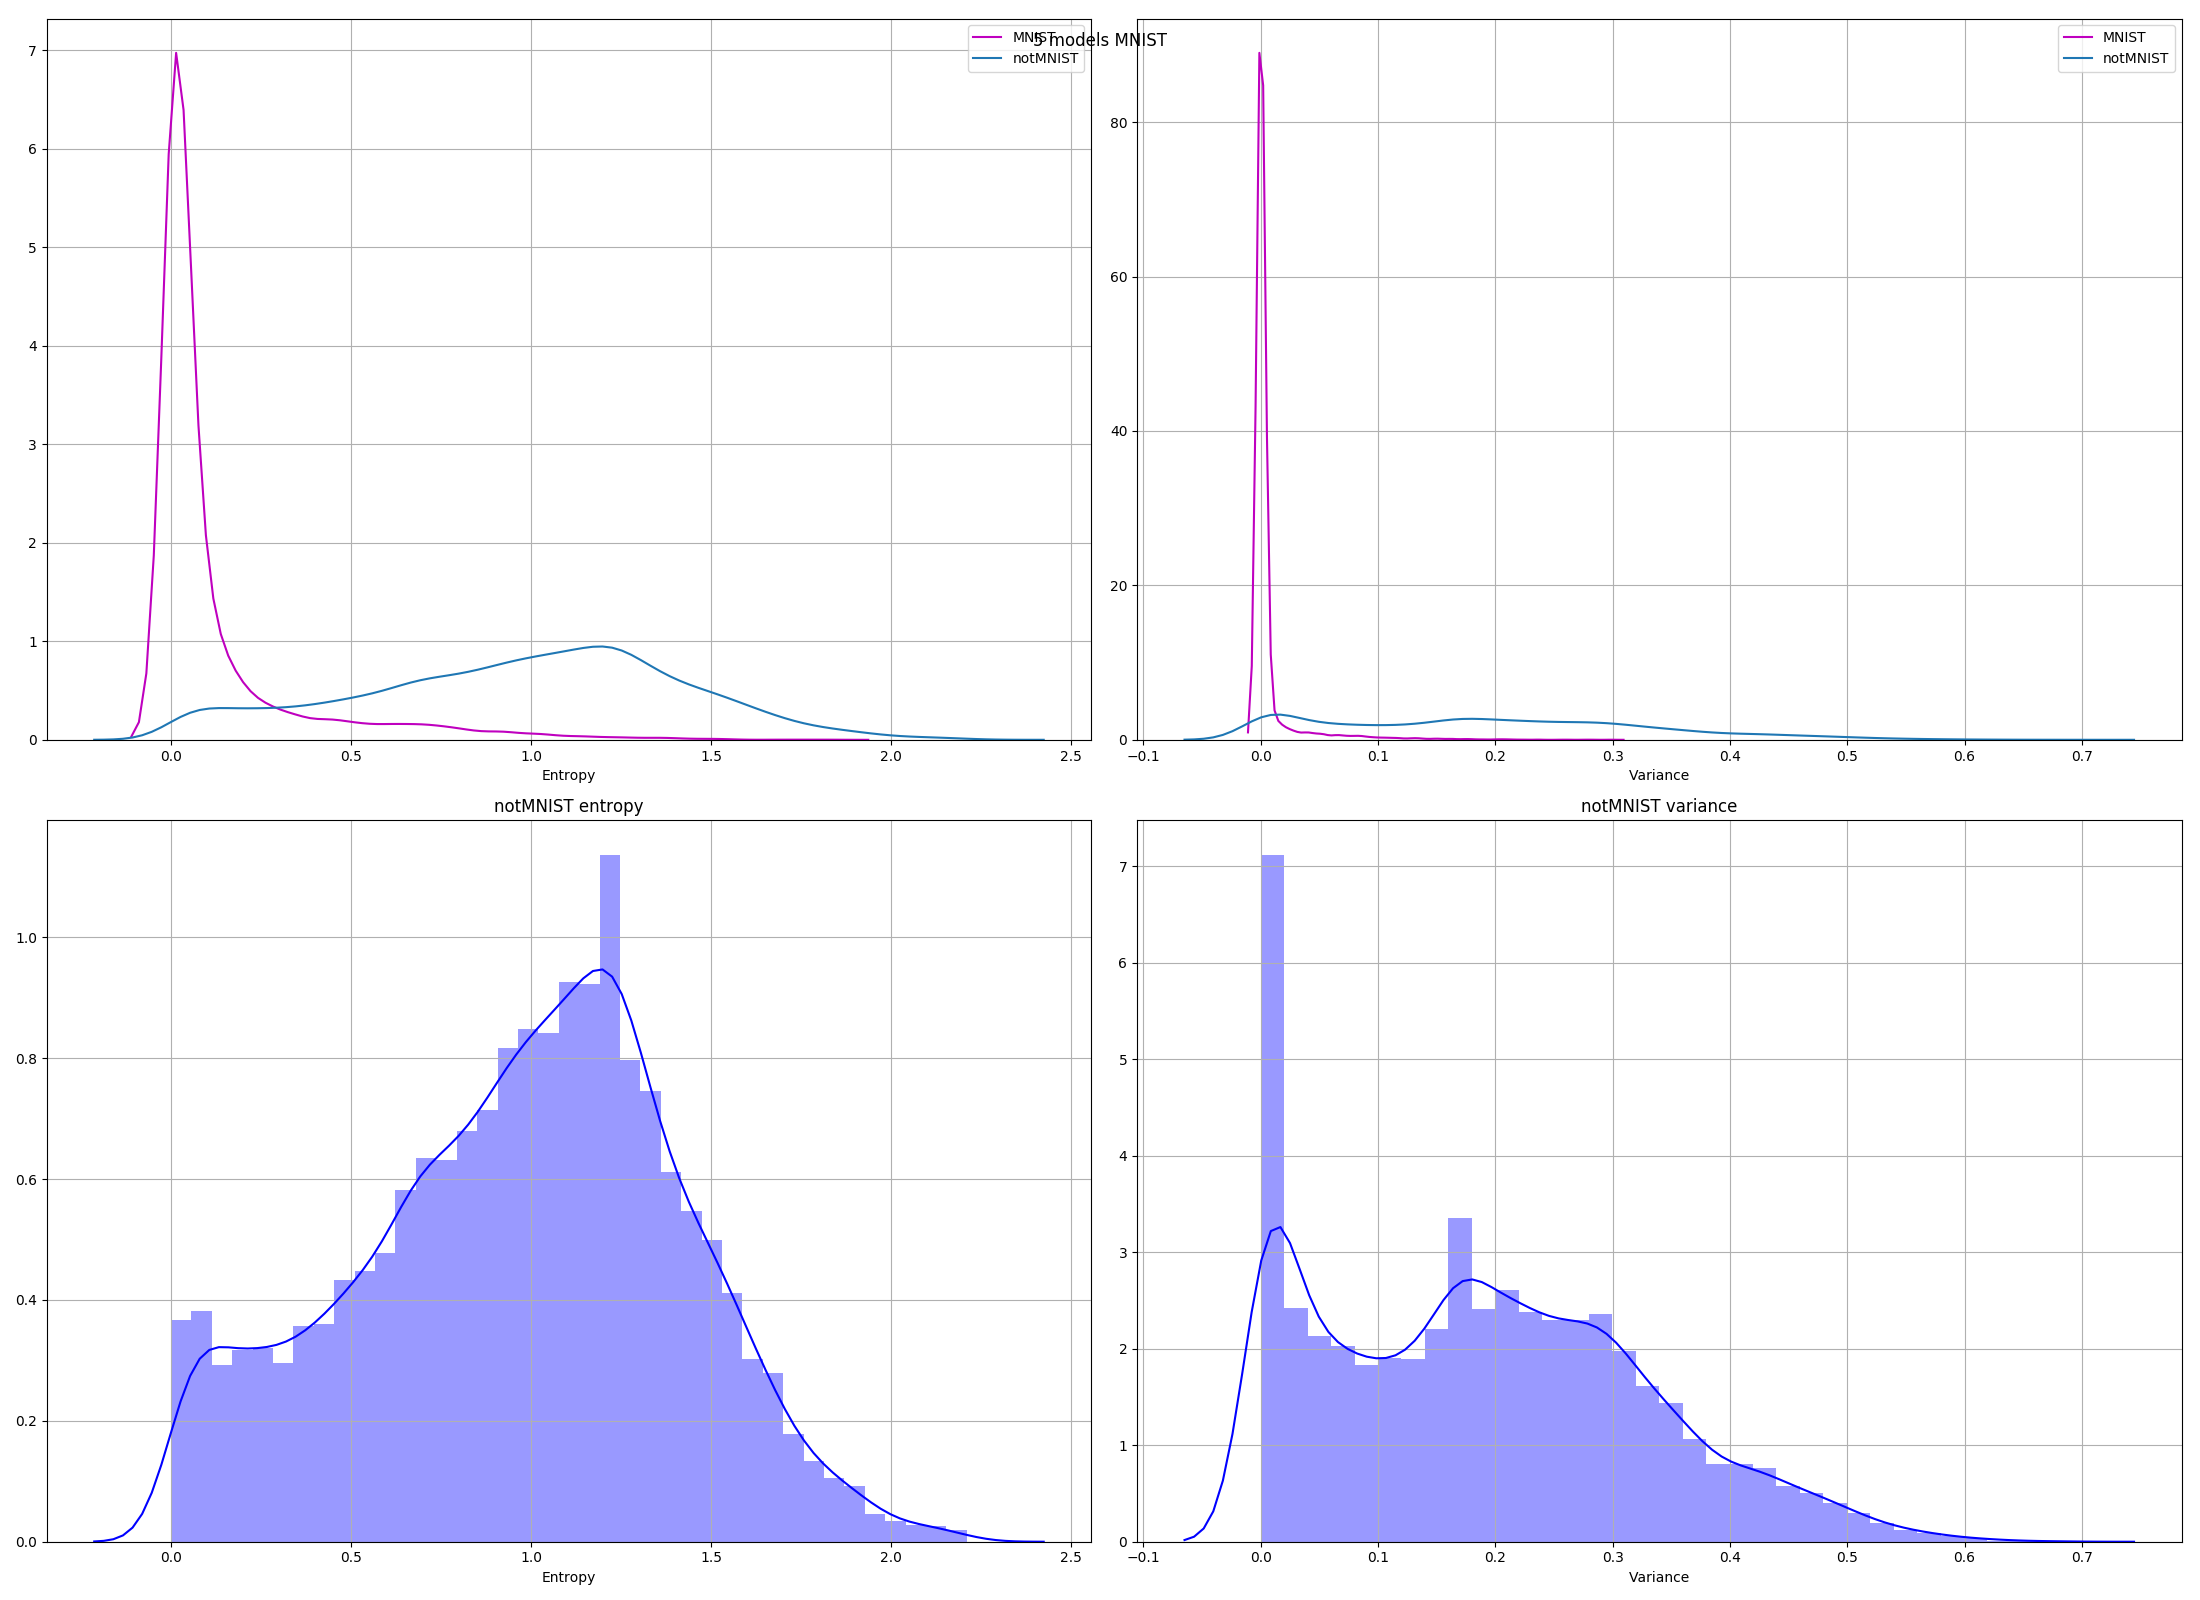 5 models MNIST
MNIST
notMNIST
7
6
5
4
3
2
1
0
0.0 0.5 1.0 1.5 2.0 2.5
Entropy
MNIST
notMNIST
80
60
40
20
0
−0.1 0.0 0.1 0.2 0.3 0.4 0.5 0.6 0.7
Variance
notMNIST entropy
1.0
0.8
0.6
0.4
0.2
0.0
0.0 0.5 1.0 1.5 2.0 2.5
Entropy
notMNIST variance
7
6
5
4
3
2
1
0
−0.1 0.0 0.1 0.2 0.3 0.4 0.5 0.6 0.7
Variance